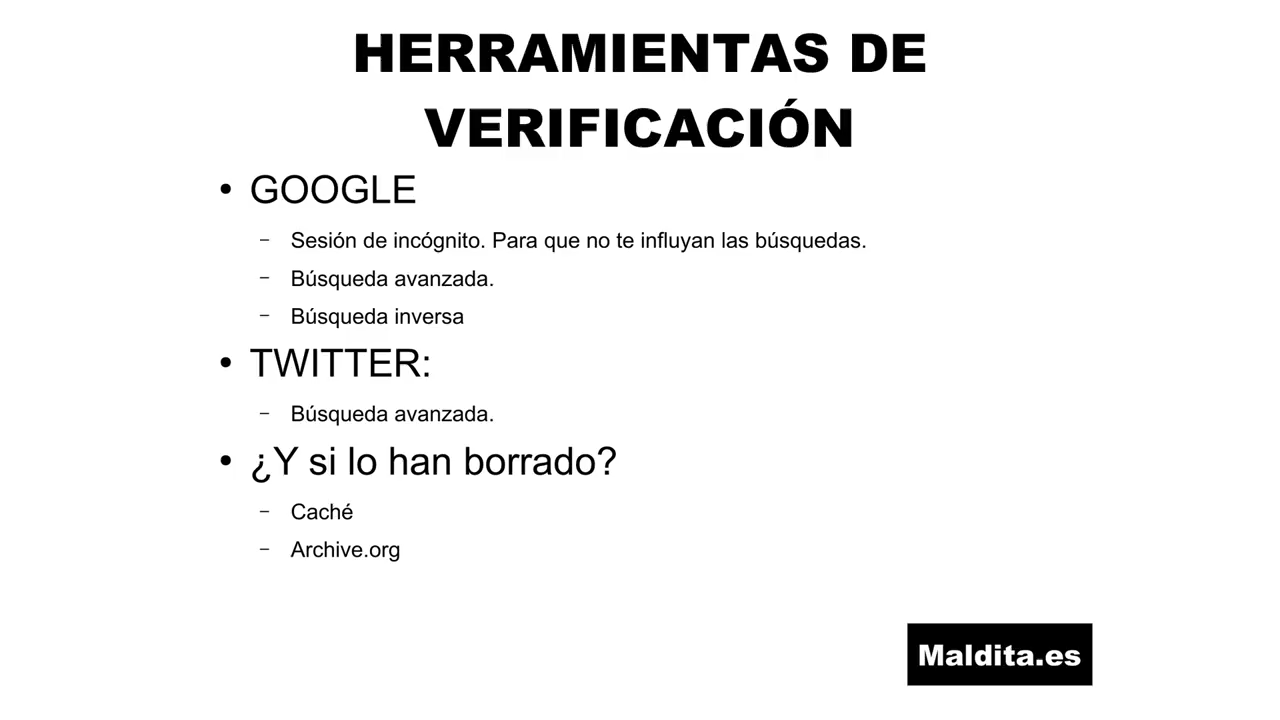 HERRAMIENTAS DE
VERIFICACIÓN
• GOOGLE
– Sesión de incógnito. Para que no te influyan las búsquedas.
– Búsqueda avanzada.
– Búsqueda inversa
• TWITTER:
– Búsqueda avanzada.
• ¿Y si lo han borrado?
– Caché
– Archive.org
Maldita.es